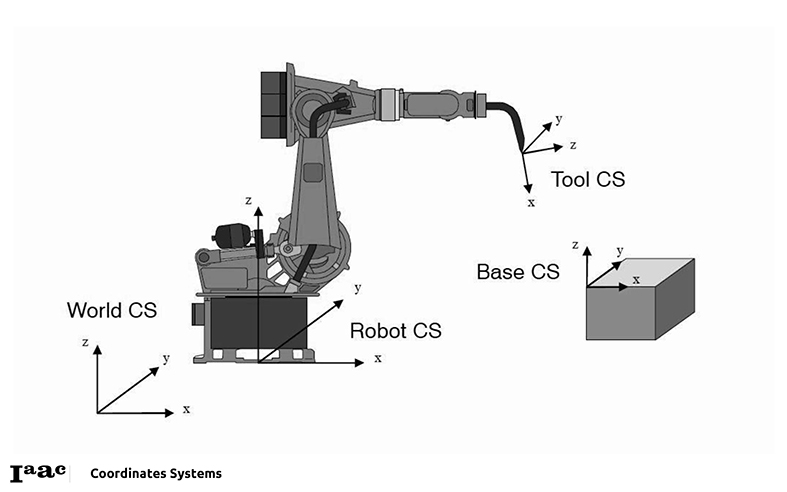 y
z
Tool CS
x
z
z
y
Base CS
x
y
World CS
Robot CS
z
y
x
x
Iaac
Coordinates Systems